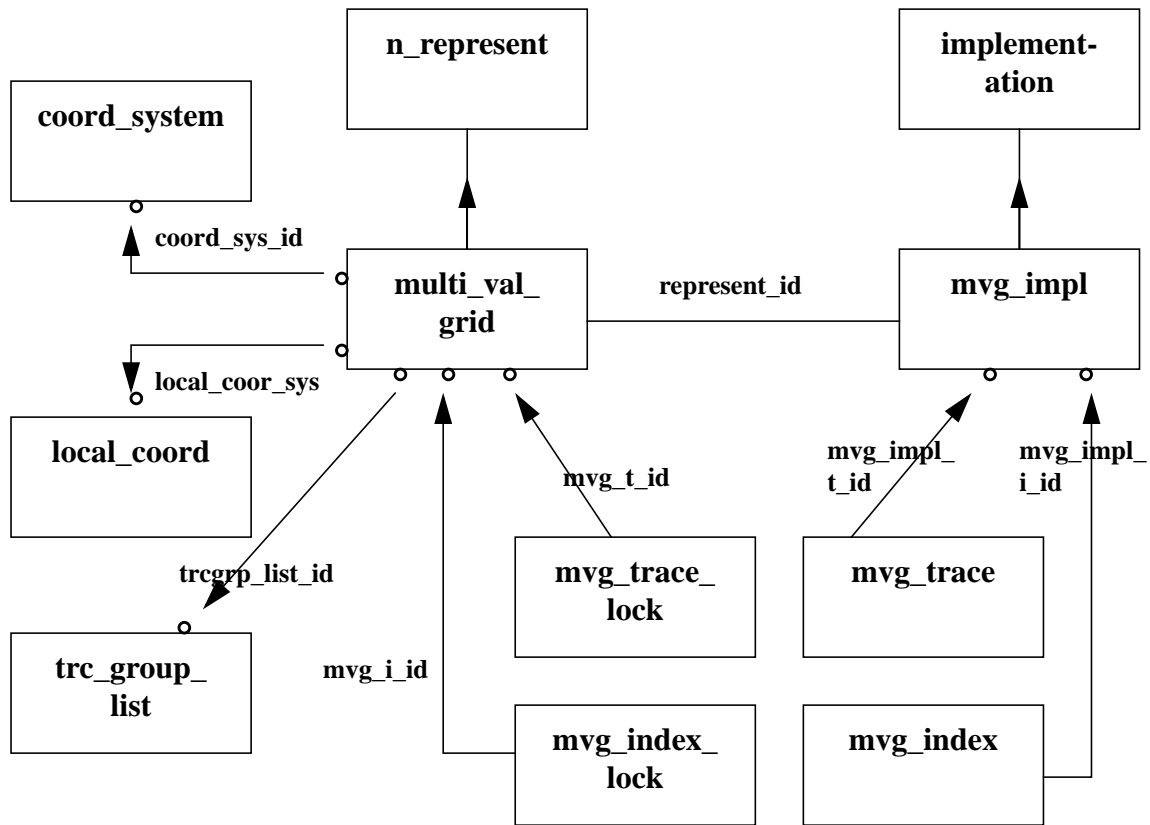 n_represent
implement-
ation
coord_system
coord_sys_id
multi_val_
grid
represent_id
mvg_impl
local_coor_sys
local_coord
mvg_t_id
mvg_impl_
t_id
mvg_impl_
i_id
trcgrp_list_id
mvg_trace_
lock
mvg_trace
trc_group_
list
mvg_i_id
mvg_index_
lock
mvg_index